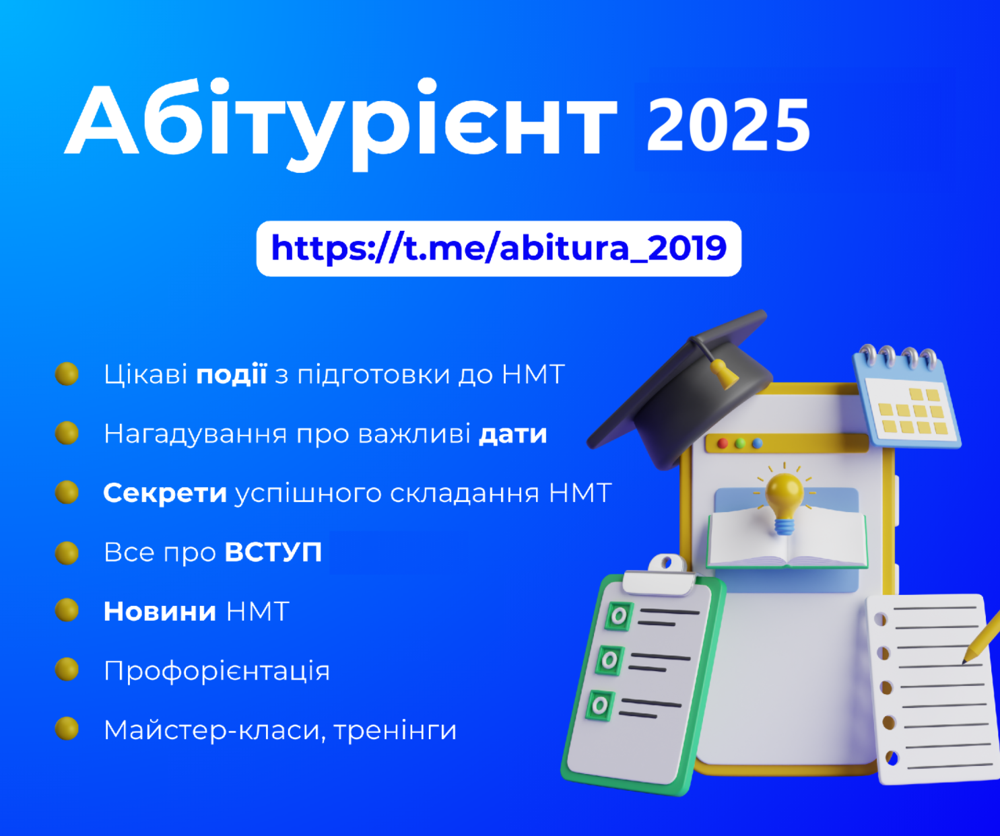 Абітурієнт 2025
https://t.me/abitura_2019
Цікаві події з підготовки до НМТ
Нагадування про важливі дати
Секрети успішного складання НМТ
Все про ВСТУП
Новини НМТ
Профорієнтація
Майстер-класи, тренінги